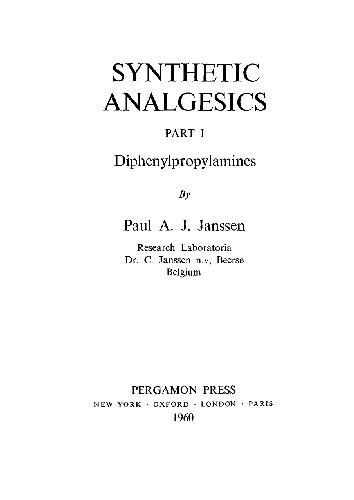 SYNTHETIC
ANALGESICS
PART I
Diphenylpropylamines
By
Paul A. J. Janssen
Research Laboratoria
Dr. C. Janssen n.v., Beerse
Belgium
PERGAMON PRESS
NEW YORK · OXFORD · LONDON · PARIS
1960